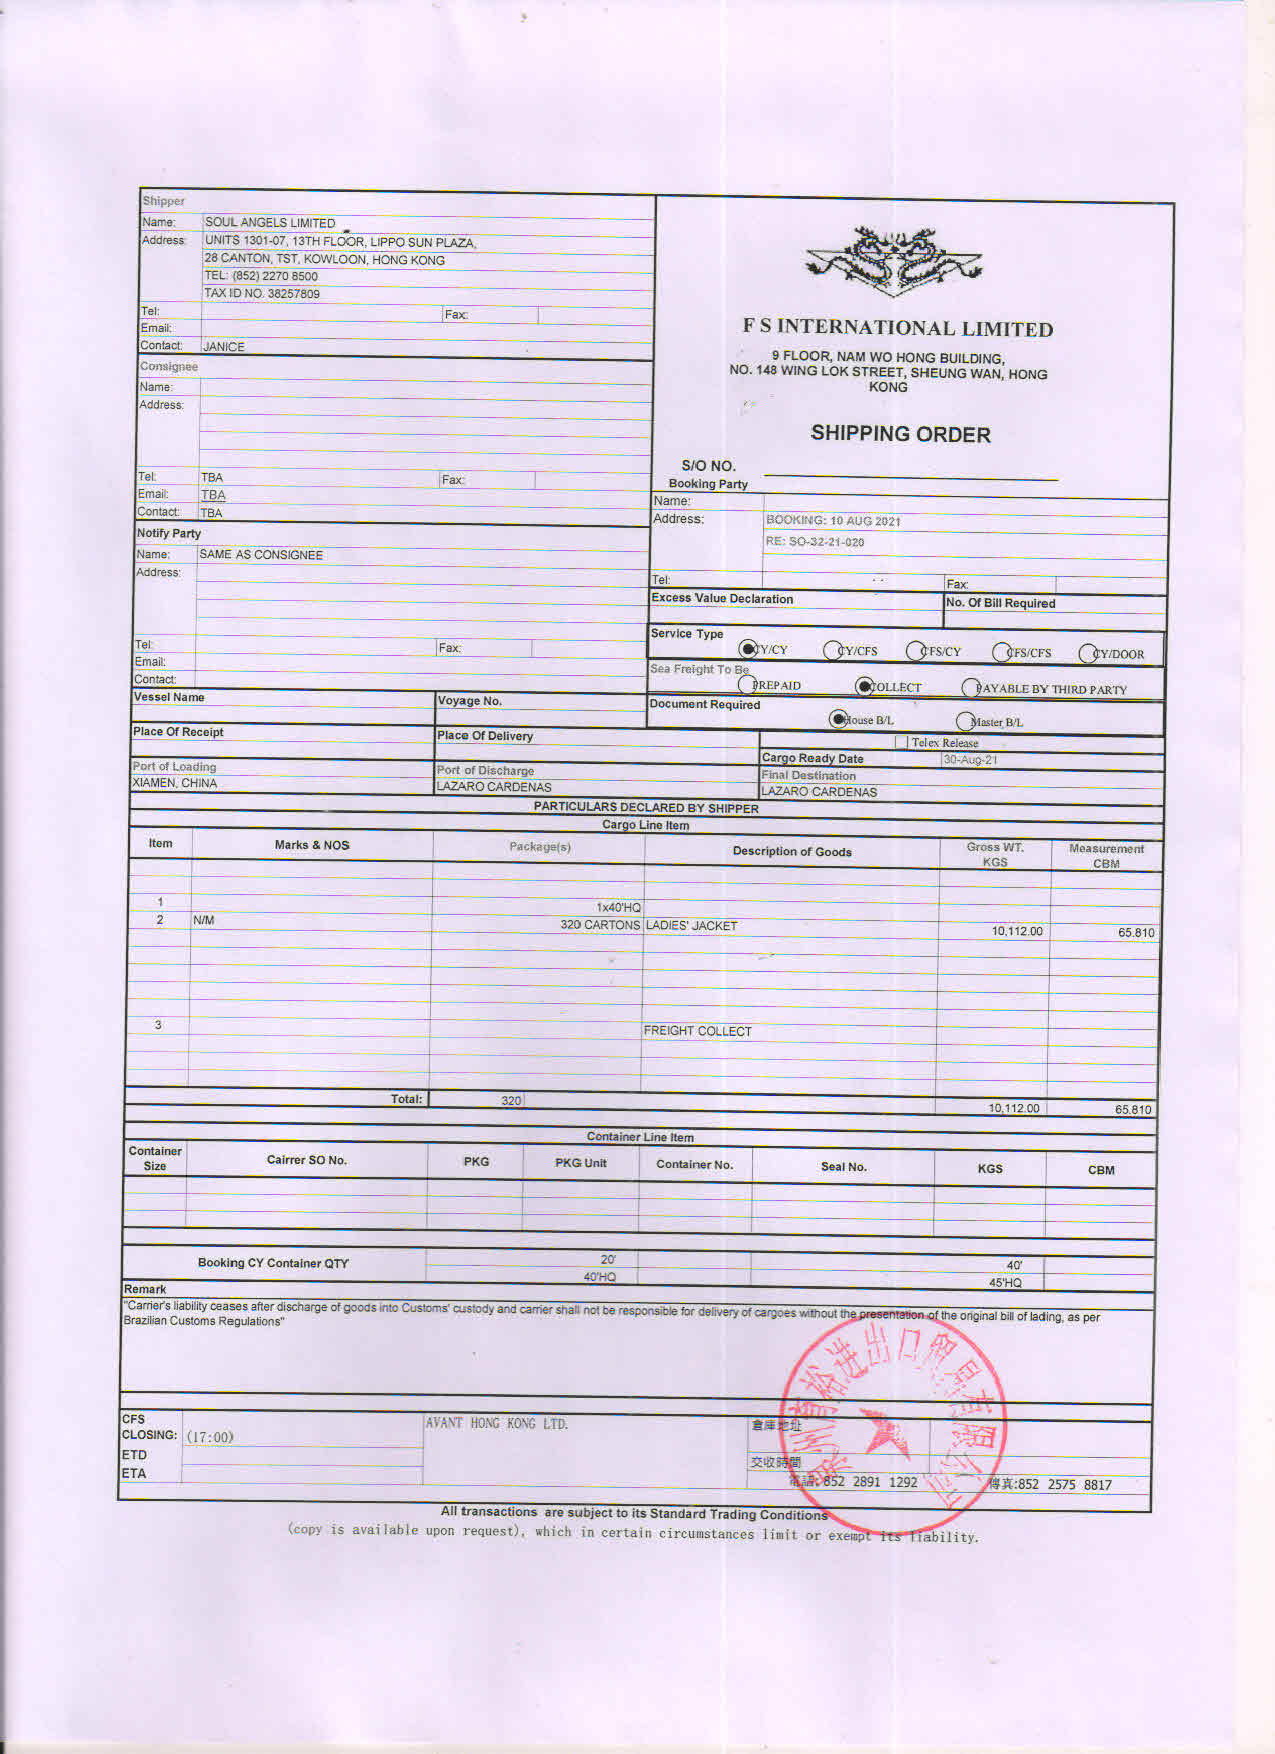 Shipper
Name: SOUL ANGELS LIMITED
Address: UNITS 1301-07, 13TH FLOOR, LIPPO SUN PLAZA,
28 CANTON, TST, KOWLOON, HONG KONG
TEL: (852) 2270 8500
TAX ID NO. 38257809
Tel: Fax:
Email:
Contact: JANICE
Consignee
Name:
Address:
Tel: TBA Fax:
Email: TBA
Contact: TBA
Notify Party
Name: SAME AS CONSIGNEE
Address:
Tel: Fax:
Email:
Contact:
F S INTERNATIONAL LIMITED
9 FLOOR, NAM WO HONG BUILDING,
NO. 148 WING LOK STREET, SHEUNG WAN, HONG
KONG
SHIPPING ORDER
S/O NO.
Booking Party
Name:
Address: BOOKING: 10 AUG 2021
RE: SO-32-21-020
Tel: Fax:
Excess Value Declaration No. Of Bill Required
Service Type
CY/CY CY/CFS CFS/CY CFS/CFS CY/DOOR
Sea Freight To Be
PREPAID COLLECT PAYABLE BY THIRD PARTY
Document Required
House B/L Master B/L
Telex Release
Vessel Name Voyage No.
Place Of Receipt Place Of Delivery
Cargo Ready Date 30-Aug-21
Port of Loading Port of Discharge Final Destination
XIAMEN, CHINA LAZARO CARDENAS LAZARO CARDENAS
PARTICULARS DECLARED BY SHIPPER
Cargo Line Item
Item Marks & NOS Package(s) Description of Goods Gross WT. KGS Measurement CBM
1 1x40'HQ
2 N/M 320 CARTONS LADIES' JACKET 10,112.00 65.810
3 FREIGHT COLLECT
Total: 320 10,112.00 65.810
Container Line Item
Container Size Cairrer SO No. PKG PKG Unit Container No. Seal No. KGS CBM
Booking CY Container QTY 20' 40'
40'HQ 45'HQ
Remark
"Carrier's liability ceases after discharge of goods into Customs' custody and carrier shall not be responsible for delivery of cargoes without the presentation of the original bill of lading, as per
Brazilian Customs Regulations"
CFS
CLOSING: (17:00)
ETD
ETA
AVANT HONG KONG LTD.
倉庫地址
交收時間
電話:852 2891 1292 傳真:852 2575 8817
進出口貿易
All transactions are subject to its Standard Trading Conditions
(copy is available upon request), which in certain circumstances limit or exempt its liability.